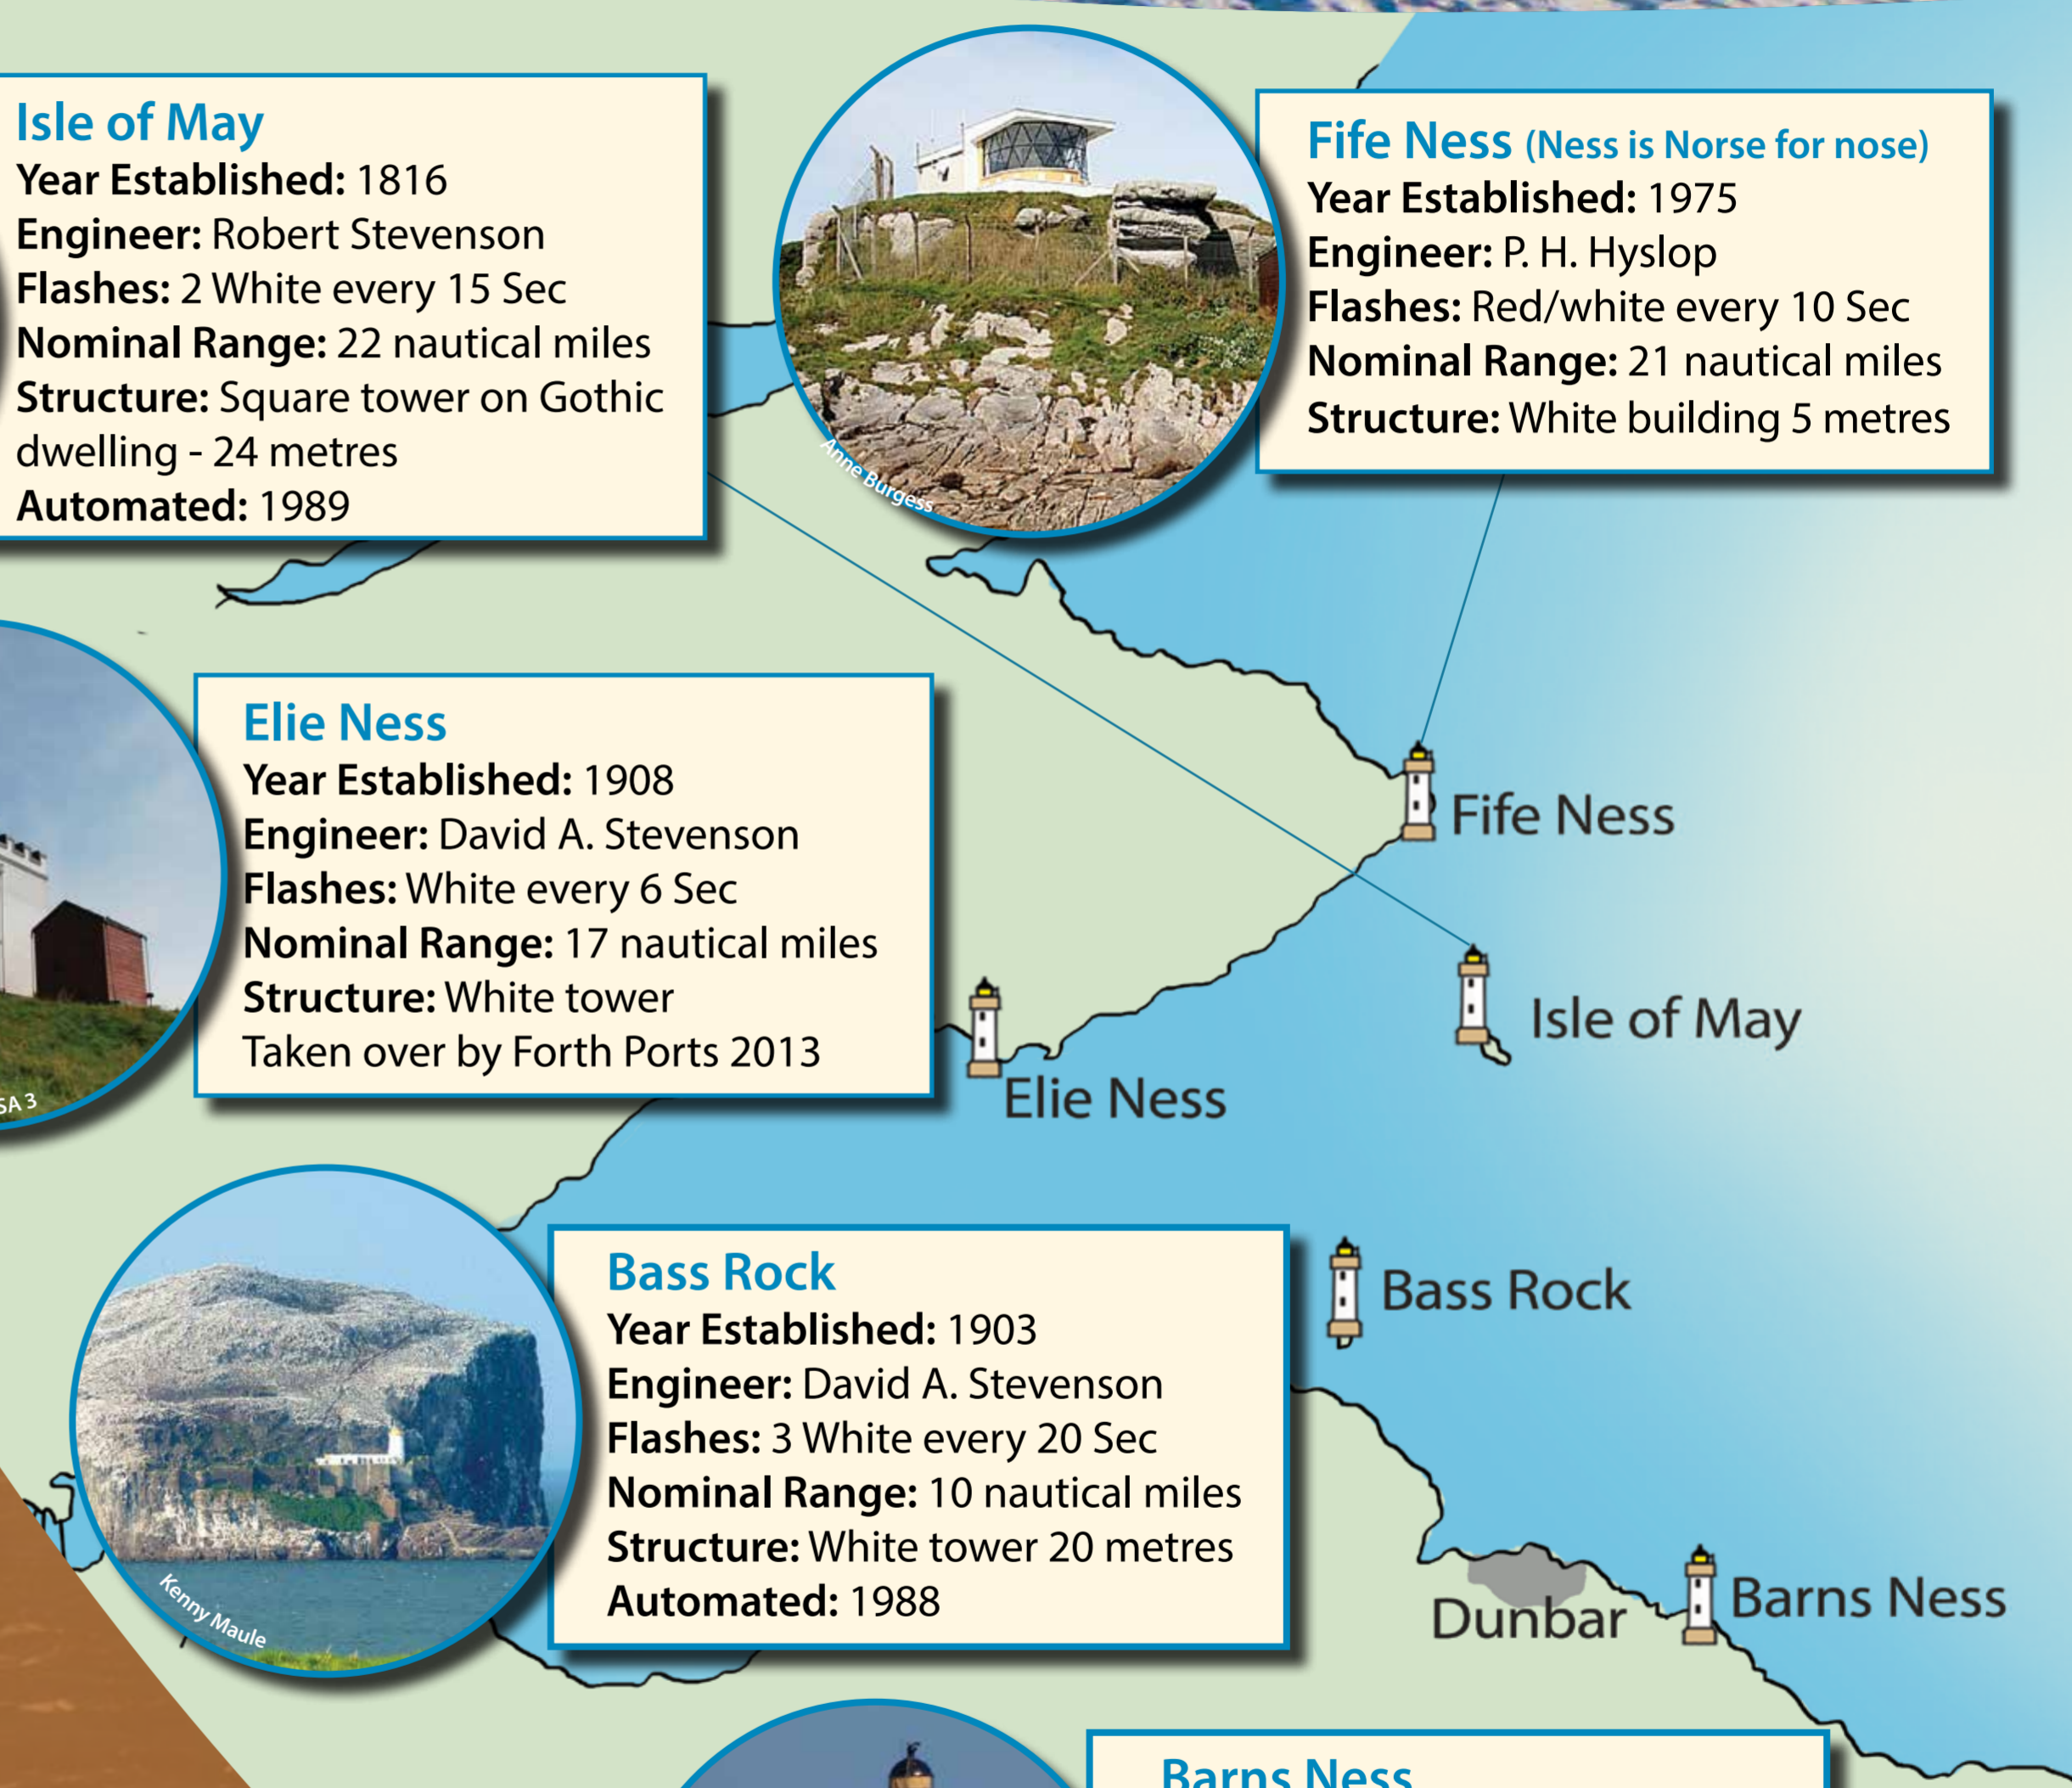 Isle of May
Year Established: 1816
Engineer: Robert Stevenson
Flashes: 2 White every 15 Sec
Nominal Range: 22 nautical miles
Structure: Square tower on Gothic
dwelling - 24 metres
Automated: 1989
Anne Burgess
Fife Ness (Ness is Norse for nose)
Year Established: 1975
Engineer: P. H. Hyslop
Flashes: Red/white every 10 Sec
Nominal Range: 21 nautical miles
Structure: White building 5 metres
Elie Ness
Year Established: 1908
Engineer: David A. Stevenson
Flashes: White every 6 Sec
Nominal Range: 17 nautical miles
Structure: White tower
Taken over by Forth Ports 2013
SA 3
Fife Ness
Isle of May
Elie Ness
Kenny Maule
Bass Rock
Year Established: 1903
Engineer: David A. Stevenson
Flashes: 3 White every 20 Sec
Nominal Range: 10 nautical miles
Structure: White tower 20 metres
Automated: 1988
Bass Rock
Dunbar
Barns Ness
Barns Ness